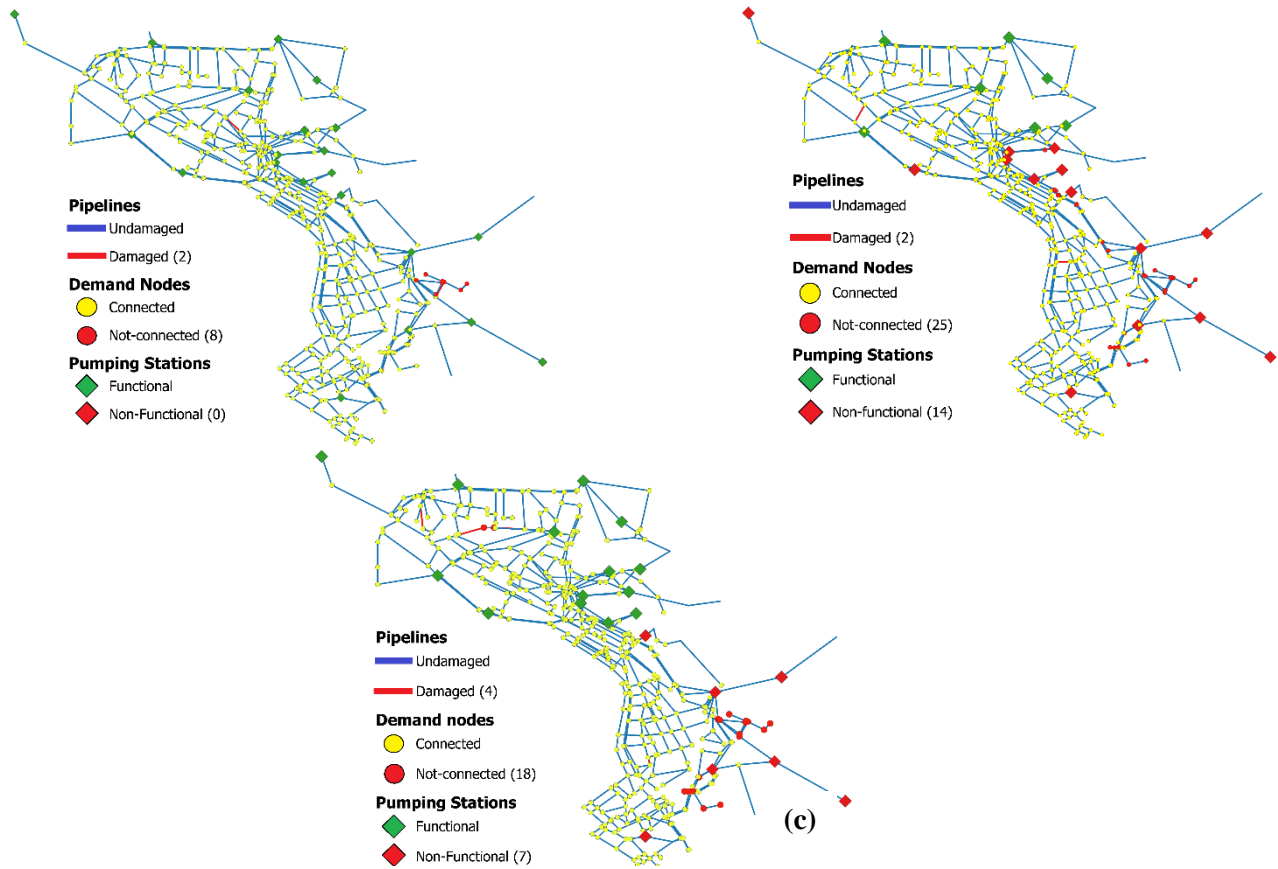 Pipelines
Undamaged
Damaged (2)
Demand Nodes
Connected
Not-connected (8)
Pumping Stations
Functional
Non-Functional (0)
Pipelines
Undamaged
Damaged (2)
Demand Nodes
Connected
Not-connected (25)
Pumping Stations
Functional
Non-functional (14)
Pipelines
Undamaged
Damaged (4)
Demand nodes
Connected
Not-connected (18)
Pumping Stations
Functional
Non-Functional (7)
(c)